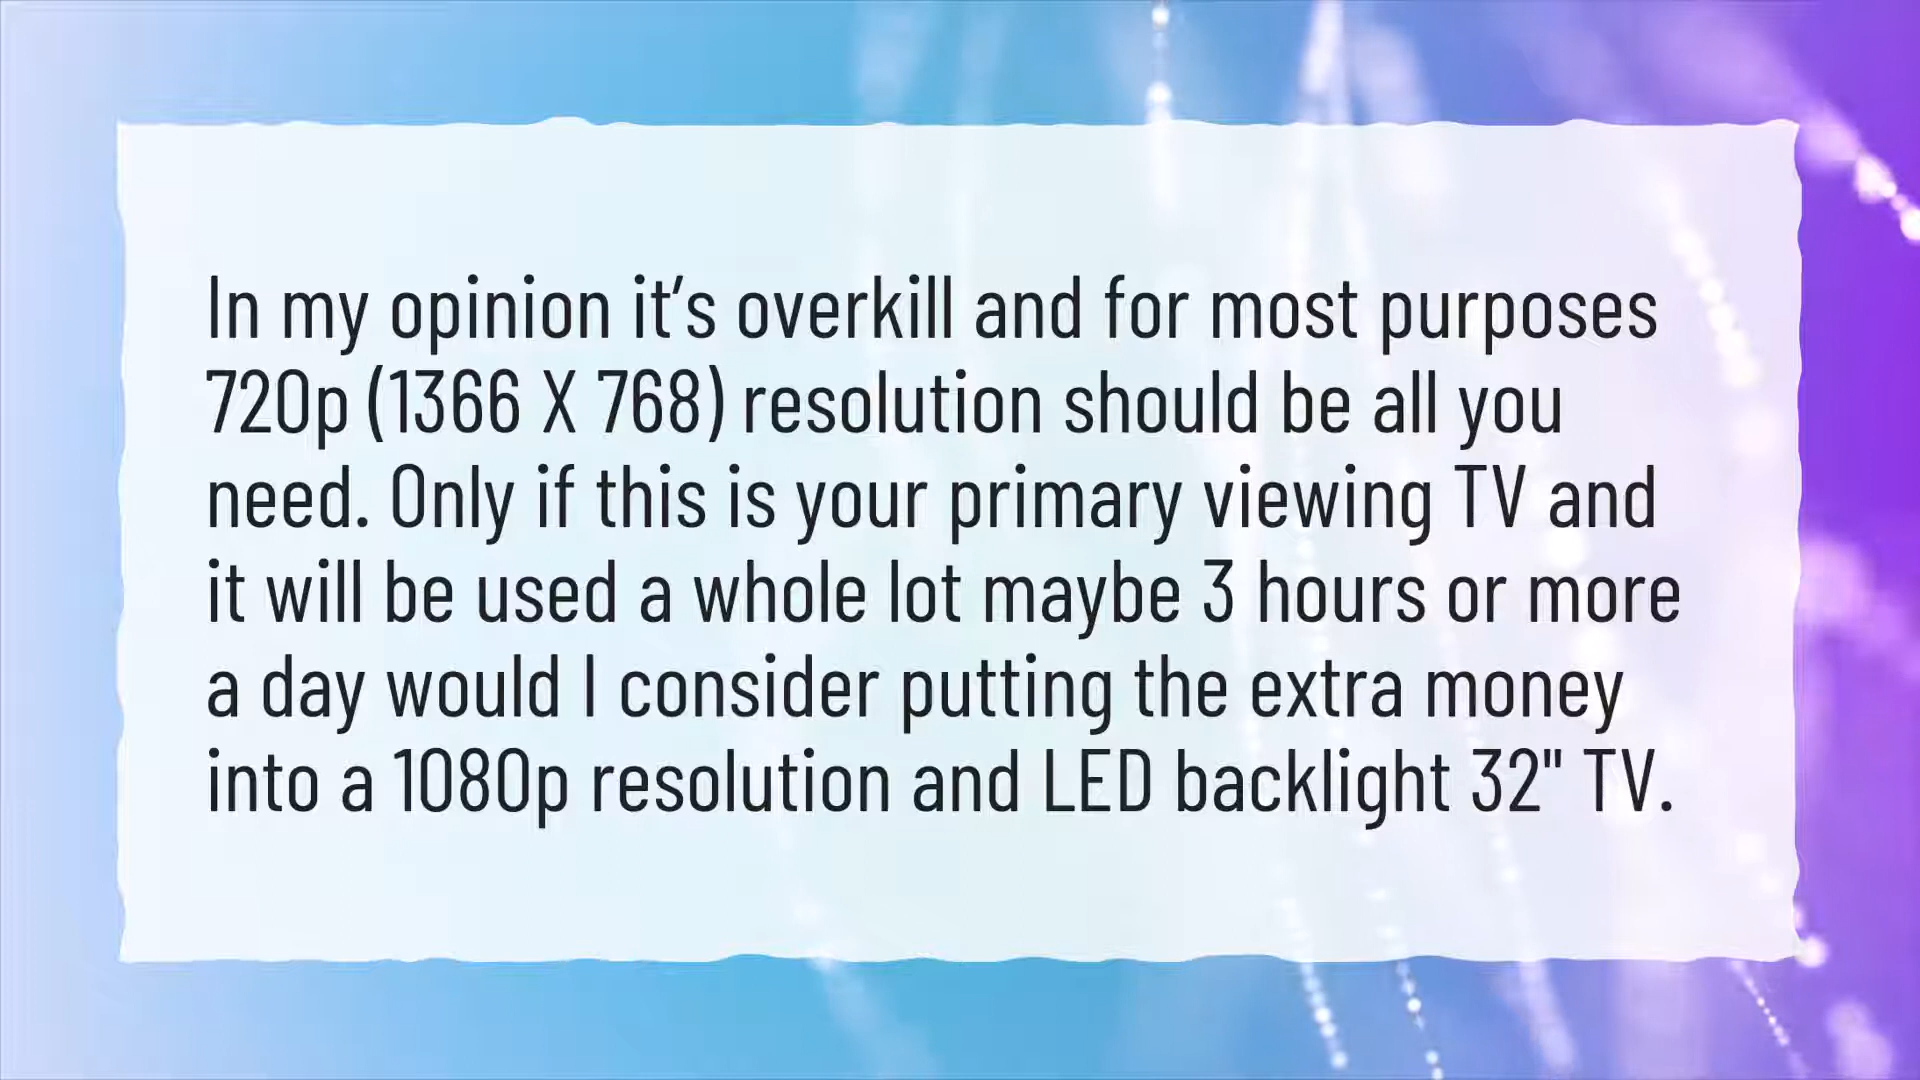 In my opinion it’s overkill and for most purposes
720p (1366 X 768) resolution should be all you
need. Only if this is your primary viewing TV and
it will be used a whole lot maybe 3 hours or more
a day would I consider putting the extra money
into a 1080p resolution and LED backlight 32" TV.